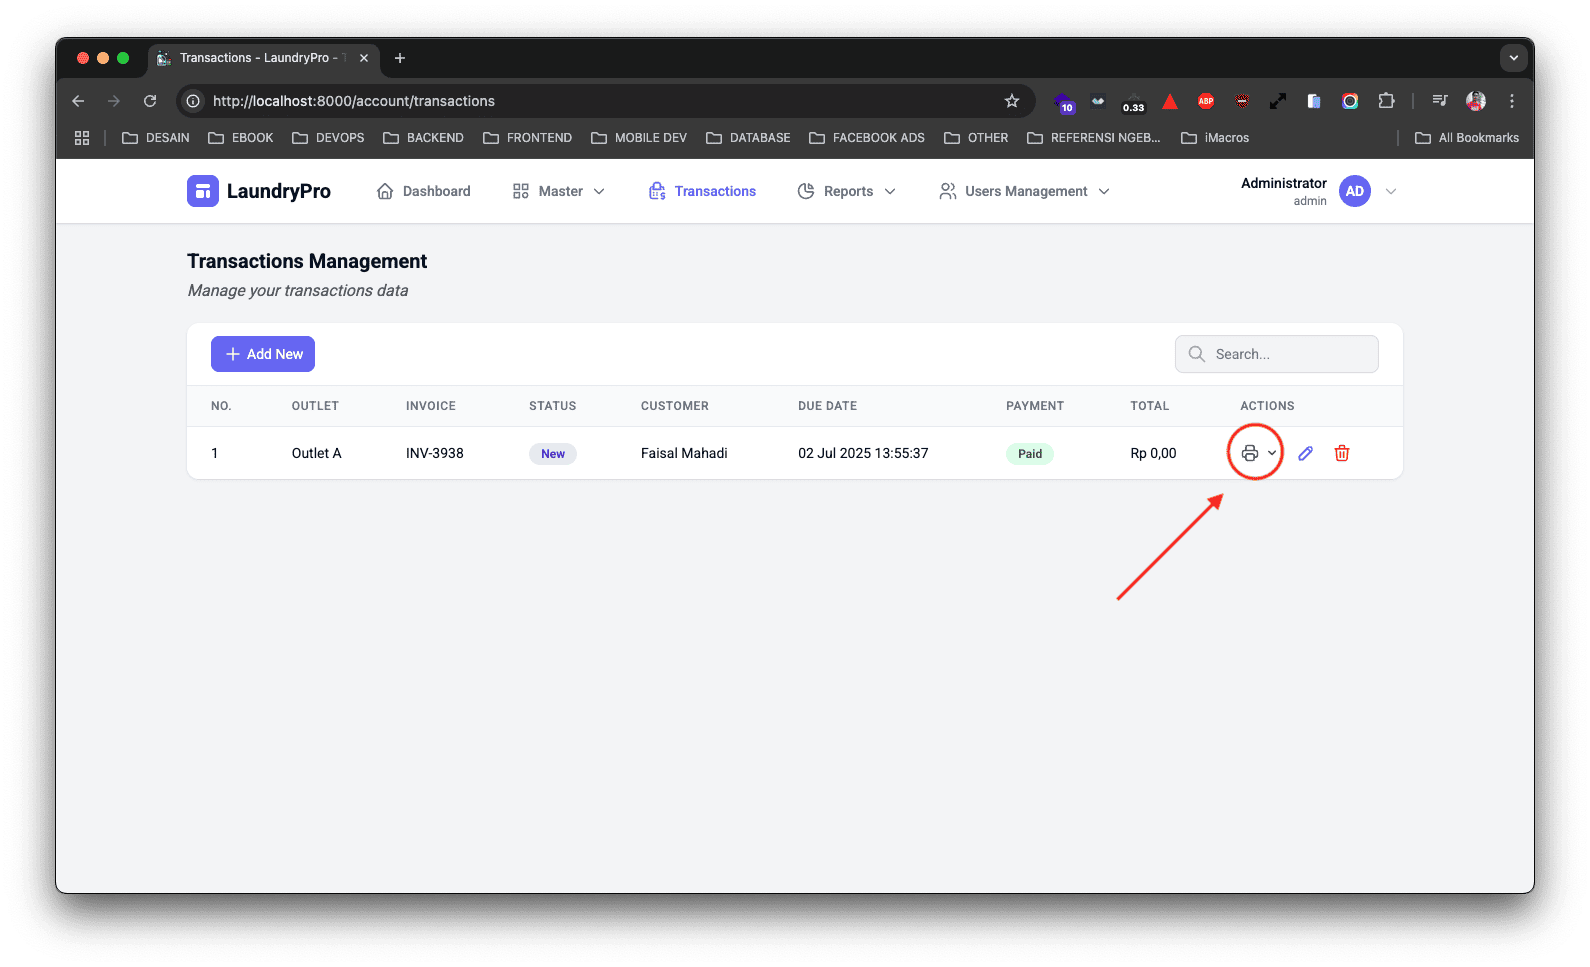 Transactions - LaundryPro -
http://localhost:8000/account/transactions
10
0.33
ABP
DESAIN EBOOK DEVOPS BACKEND FRONTEND MOBILE DEV DATABASE FACEBOOK ADS OTHER REFERENSI NGEB... iMacros All Bookmarks
LaundryPro Dashboard Master Transactions Reports Users Management Administrator AD
admin
Transactions Management
Manage your transactions data
Add New Search...
NO. OUTLET INVOICE STATUS CUSTOMER DUE DATE PAYMENT TOTAL ACTIONS
1 Outlet A INV-3938 New Faisal Mahadi 02 Jul 2025 13:55:37 Paid Rp 0,00